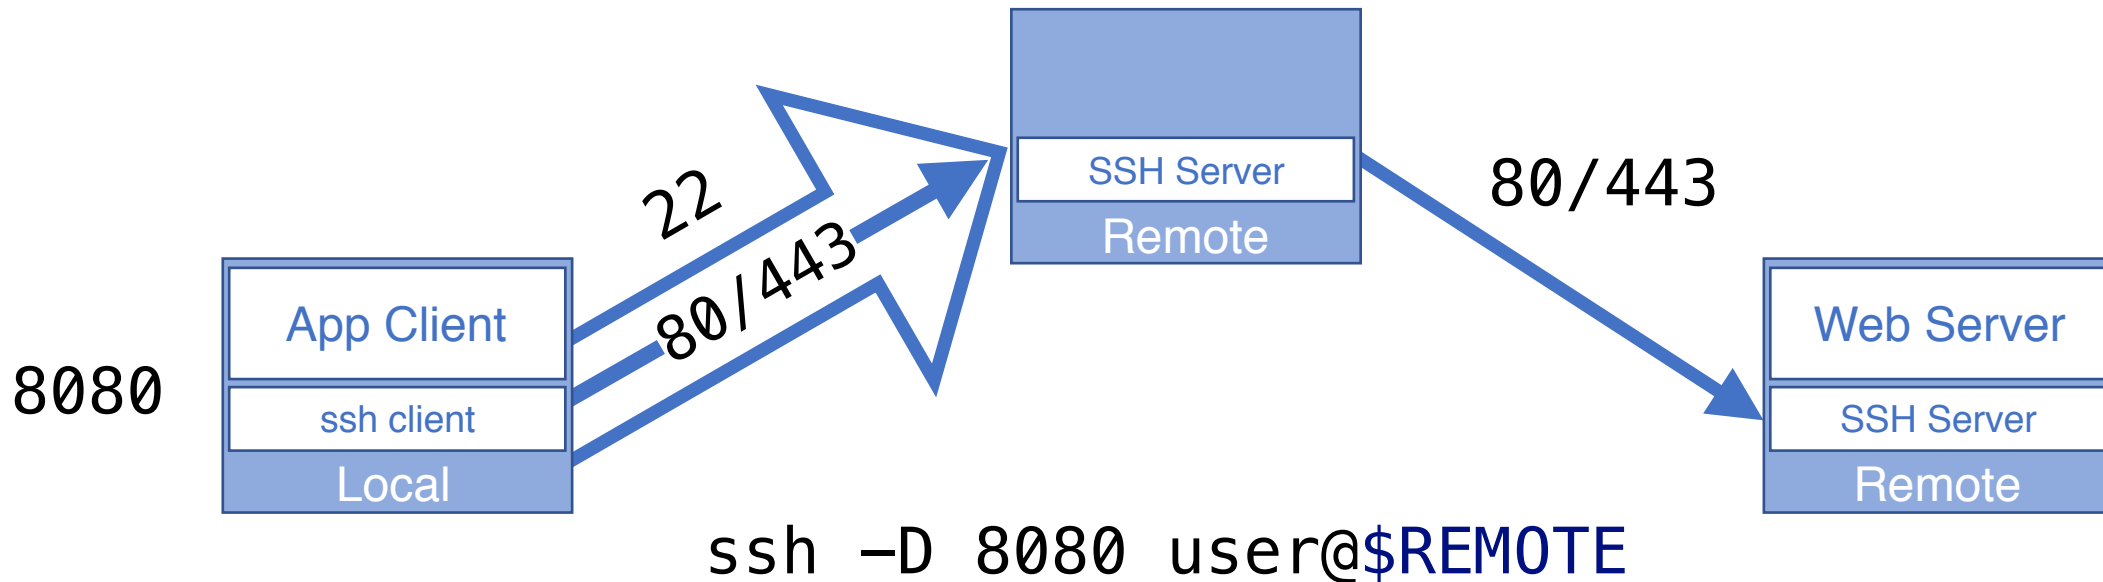 22
80/443
SSH Server
Remote
80/443
App Client
8080
ssh client
Local
Web Server
SSH Server
Remote
ssh –D 8080 user@$REMOTE